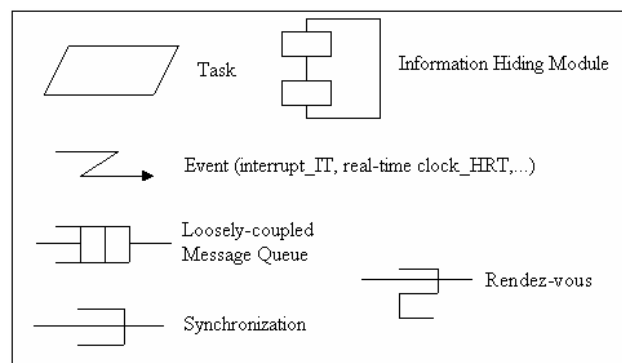 Task
Information Hiding Module
Event (interrupt_IT, real-time clock_HRT,...)
Loosely-coupled
Message Queue
Rendez-vous
Synchronization